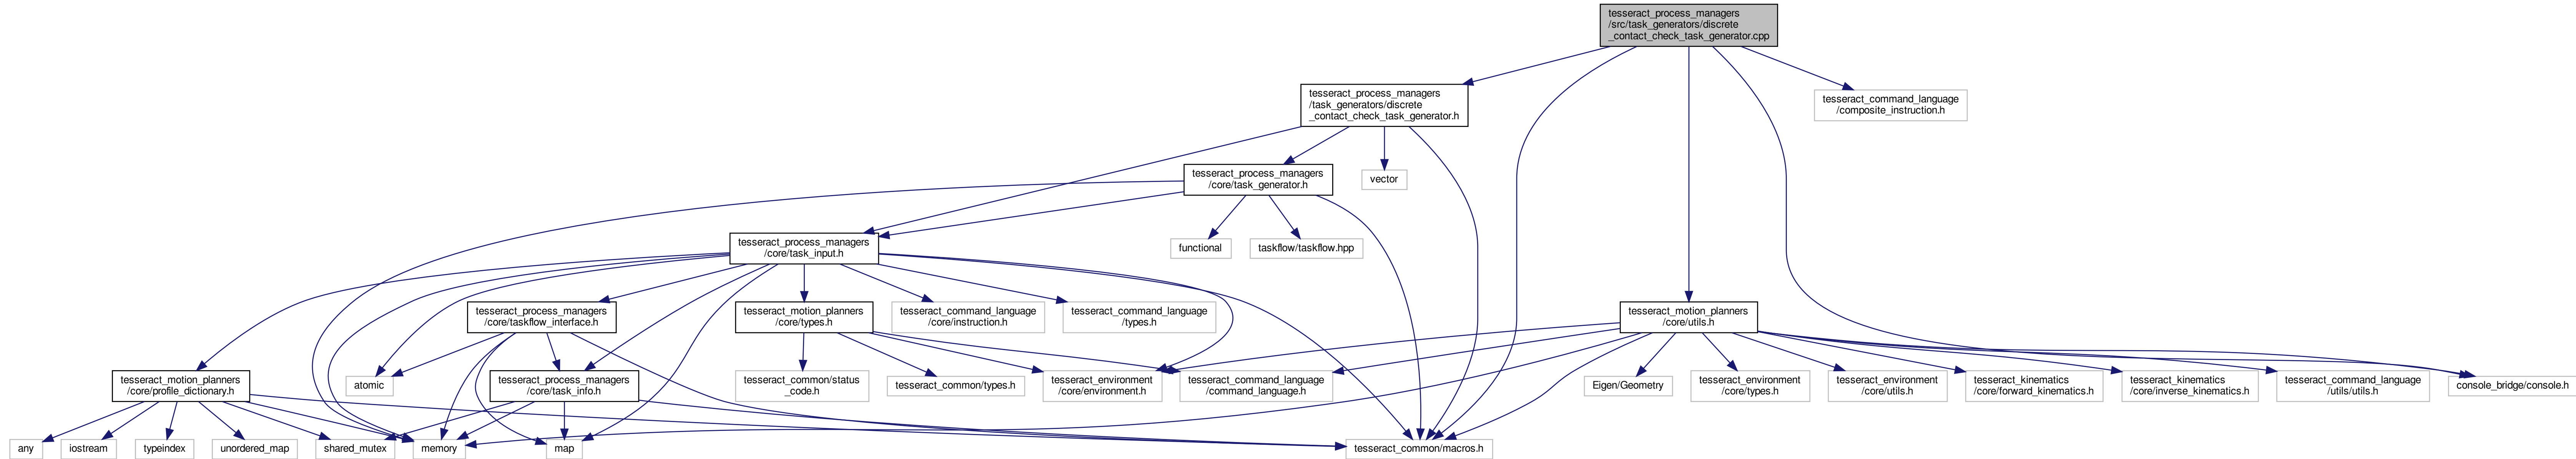 tesseract_process_managers
/src/task_generators/discrete
_contact_check_task_generator.cpp
tesseract_process_managers
/task_generators/discrete
_contact_check_task_generator.h
tesseract_command_language
/composite_instruction.h
tesseract_process_managers
/core/task_generator.h
vector
tesseract_process_managers
/core/task_input.h
functional
taskflow/taskflow.hpp
tesseract_process_managers
/core/taskflow_interface.h
tesseract_motion_planners
/core/types.h
tesseract_command_language
/core/instruction.h
tesseract_command_language
/types.h
tesseract_motion_planners
/core/utils.h
tesseract_motion_planners
/core/profile_dictionary.h
atomic
tesseract_process_managers
/core/task_info.h
tesseract_common/status
_code.h
tesseract_common/types.h
tesseract_environment
/core/environment.h
tesseract_command_language
/command_language.h
Eigen/Geometry
tesseract_environment
/core/types.h
tesseract_environment
/core/utils.h
tesseract_kinematics
/core/forward_kinematics.h
tesseract_kinematics
/core/inverse_kinematics.h
tesseract_command_language
/utils/utils.h
console_bridge/console.h
any
iostream
typeindex
unordered_map
shared_mutex
memory
map
tesseract_common/macros.h